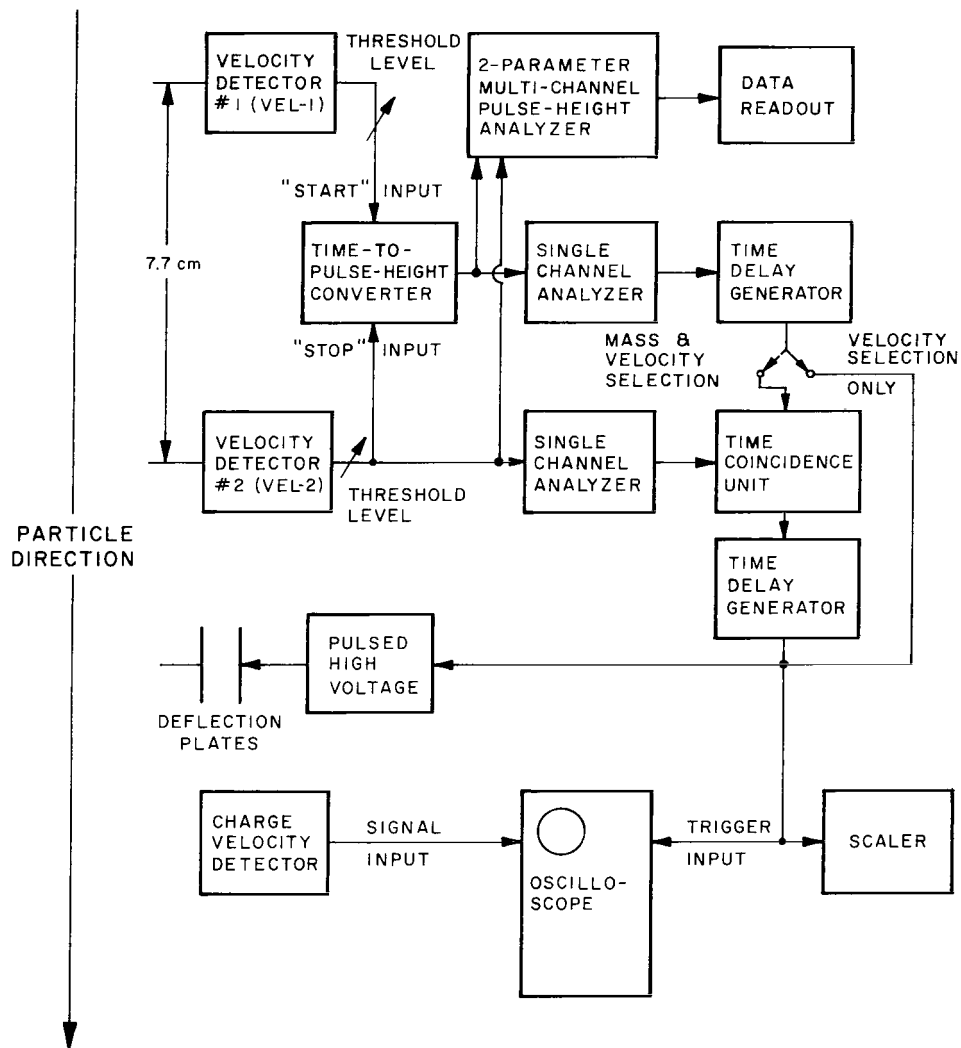 VELOCITY
DETECTOR
#1 (VEL-1)
THRESHOLD
LEVEL
2-PARAMETER
MULTI-CHANNEL
PULSE-HEIGHT
ANALYZER
DATA
READOUT
"START" INPUT
7.7 cm
TIME-TO-
PULSE-HEIGHT
CONVERTER
SINGLE
CHANNEL
ANALYZER
TIME
DELAY
GENERATOR
"STOP" INPUT
MASS &
VELOCITY
SELECTION
VELOCITY
SELECTION
ONLY
VELOCITY
DETECTOR
#2 (VEL-2)
THRESHOLD
LEVEL
SINGLE
CHANNEL
ANALYZER
TIME
COINCIDENCE
UNIT
PARTICLE
DIRECTION
TIME
DELAY
GENERATOR
PULSED
HIGH
VOLTAGE
DEFLECTION
PLATES
CHARGE
VELOCITY
DETECTOR
SIGNAL
INPUT
OSCILLO-
SCOPE
TRIGGER
INPUT
SCALER